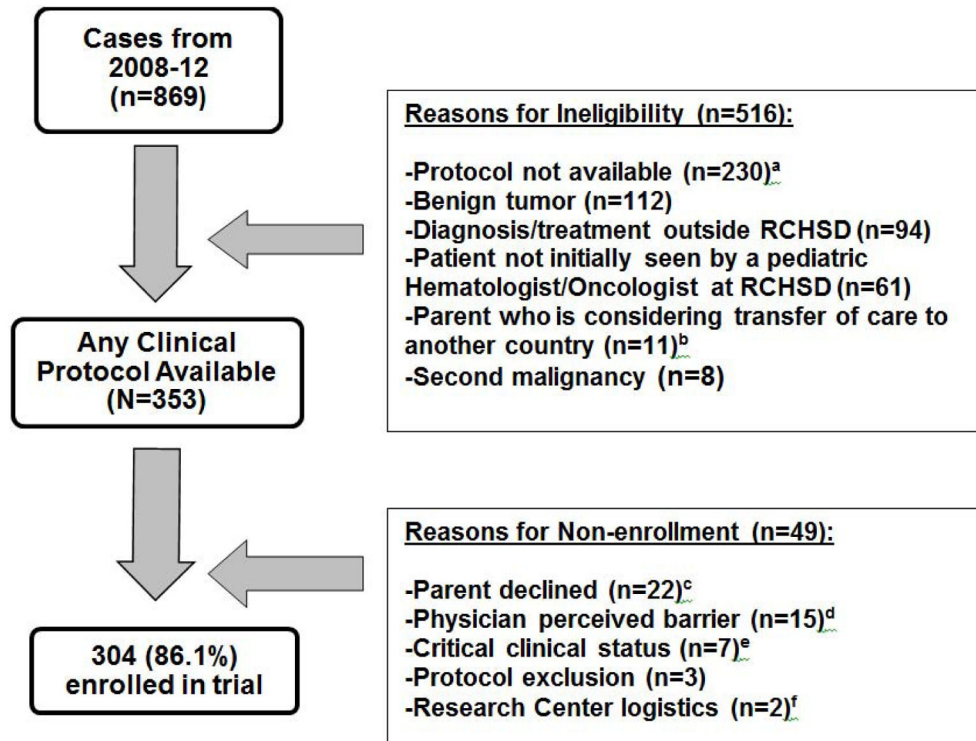 Cases from
2008-12
(n=869)
Reasons for Ineligibility (n=516):
-Protocol not available (n=230)ᵃ
-Benign tumor (n=112)
-Diagnosis/treatment outside RCHSD (n=94)
-Patient not initially seen by a pediatric
Hematologist/Oncologist at RCHSD (n=61)
-Parent who is considering transfer of care to
another country (n=11)ᵇ
-Second malignancy (n=8)
Any Clinical
Protocol Available
(N=353)
Reasons for Non-enrollment (n=49):
-Parent declined (n=22)ᶜ
-Physician perceived barrier (n=15)ᵈ
-Critical clinical status (n=7)ᵉ
-Protocol exclusion (n=3)
-Research Center logistics (n=2)ᶠ
304 (86.1%)
enrolled in trial